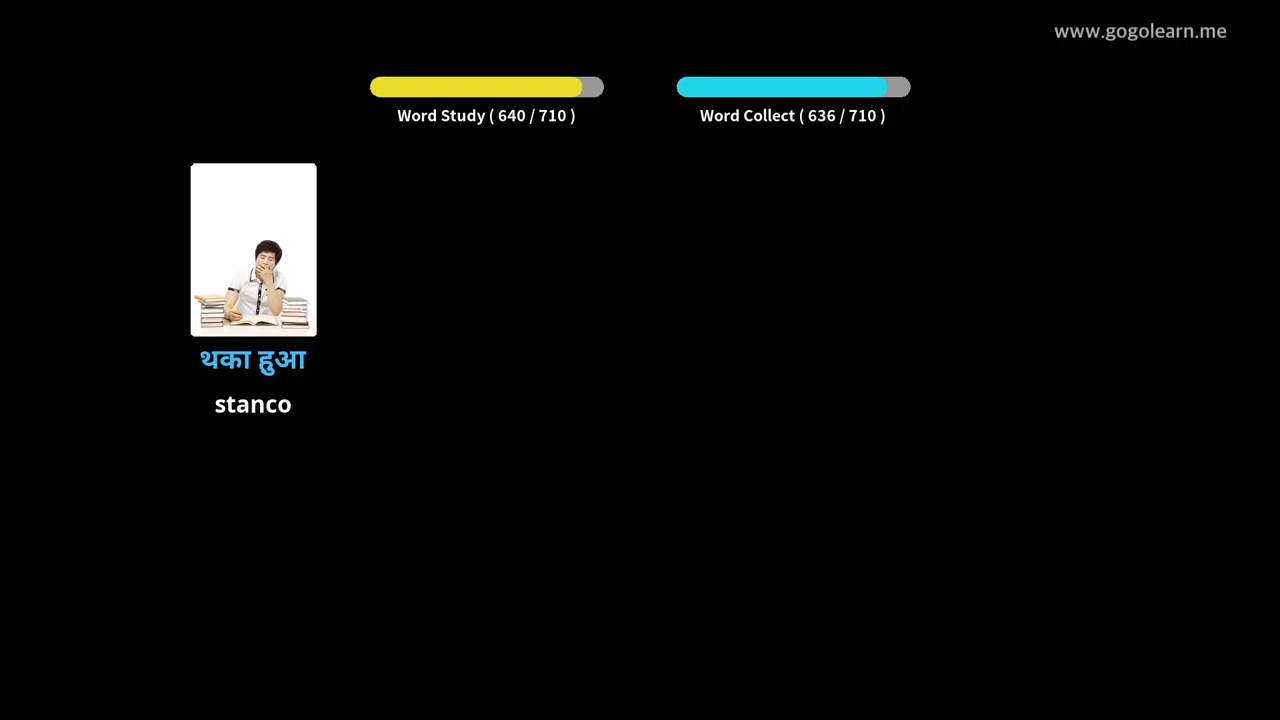 www.gogolearn.me
Word Study ( 640 / 710 )
Word Collect ( 636 / 710 )
थका हुआ
stanco